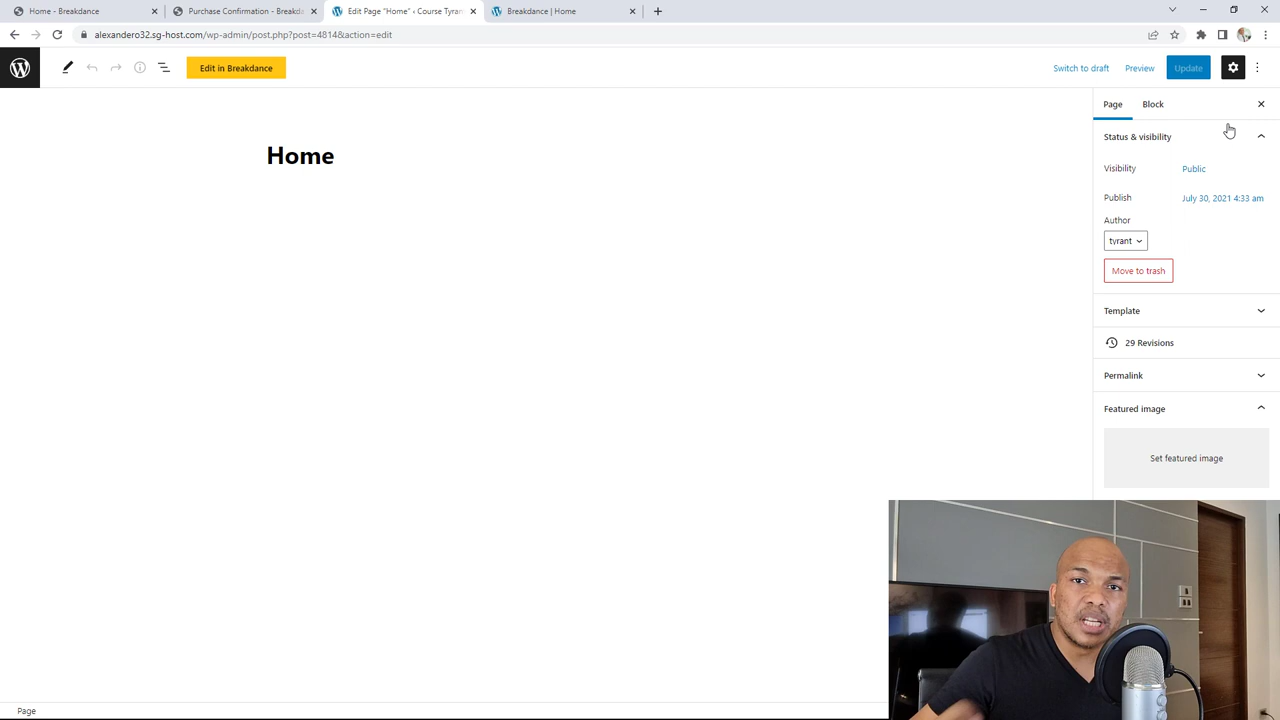 Home - Breakdance
Purchase Confirmation - Breakda
Edit Page "Home" ‹ Course Tyran
Breakdance | Home
alexandero32.sg-host.com/wp-admin/post.php?post=4814&action=edit
Edit in Breakdance
Switch to draft
Preview
Update
Page
Block
Home
Status & visibility
Visibility
Public
Publish
July 30, 2021 4:33 am
Author
tyrant
Move to trash
Template
29 Revisions
Permalink
Featured image
Set featured image
Page